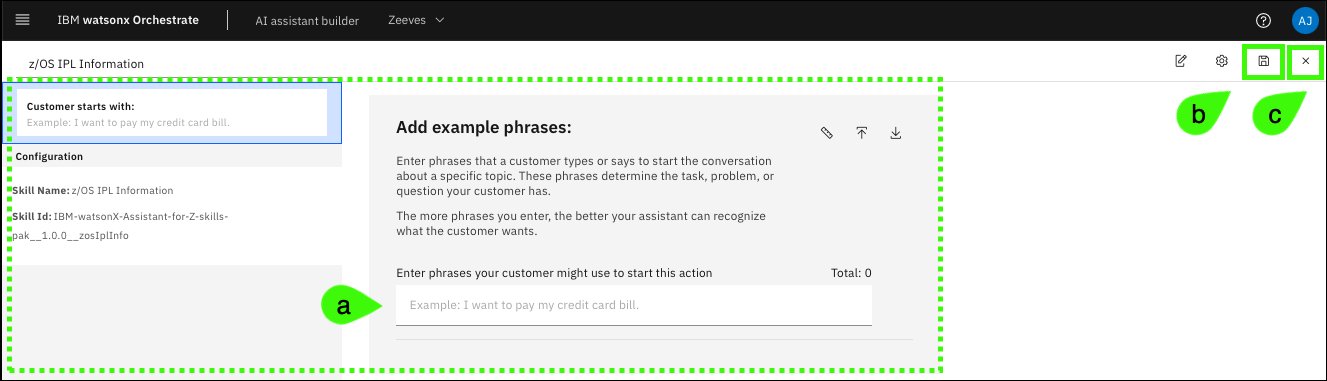 IBM watsonx Orchestrate
AI assistant builder
Zeeves
AJ
z/OS IPL Information
b
c
Customer starts with:
Example: I want to pay my credit card bill.
Configuration
Skill Name: z/OS IPL Information
Skill Id: IBM-watsonX-Assistant-for-Z-skills-
pak__1.0.0__zosIplInfo
Add example phrases:
Enter phrases that a customer types or says to start the conversation
about a specific topic. These phrases determine the task, problem, or
question your customer has.
The more phrases you enter, the better your assistant can recognize
what the customer wants.
Enter phrases your customer might use to start this action
Total: 0
a
Example: I want to pay my credit card bill.